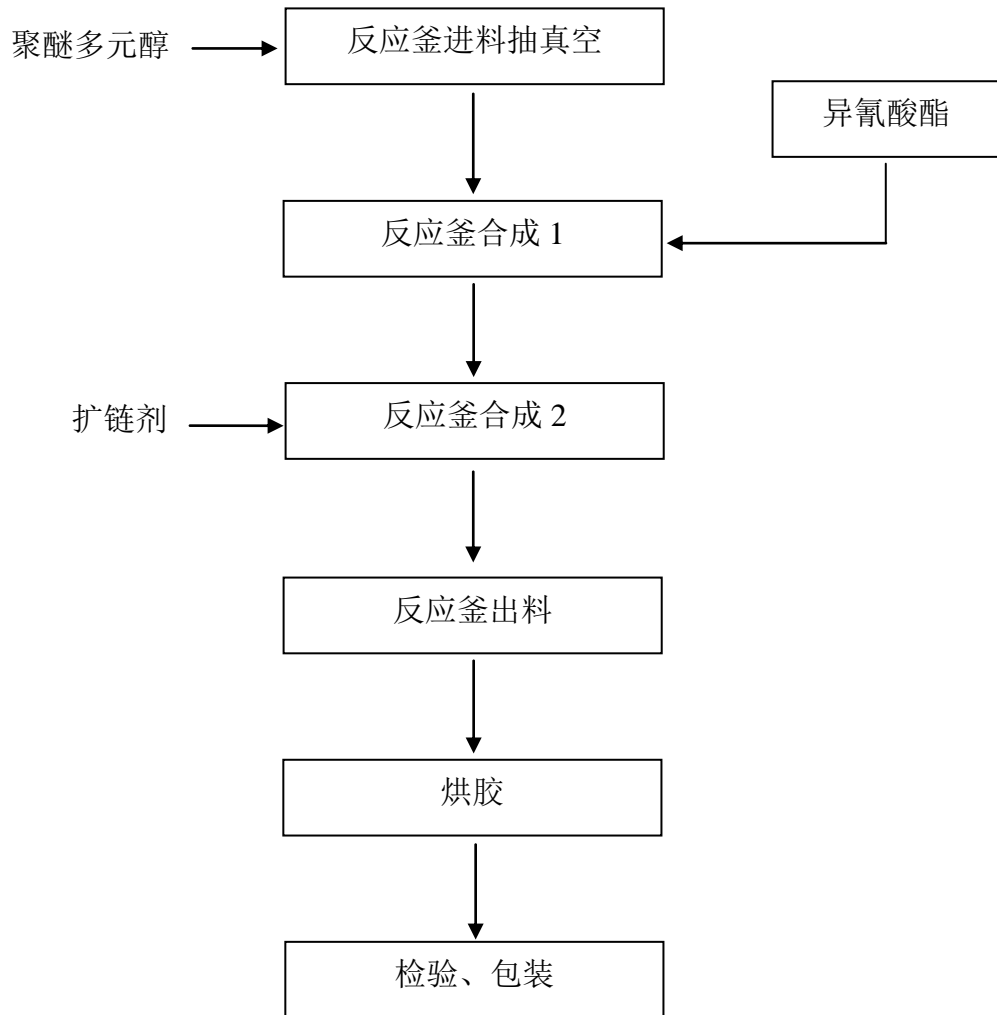 聚醚多元醇
反应釜进料抽真空
异氰酸酯
反应釜合成 1
扩链剂
反应釜合成 2
反应釜出料
烘胶
检验、包装